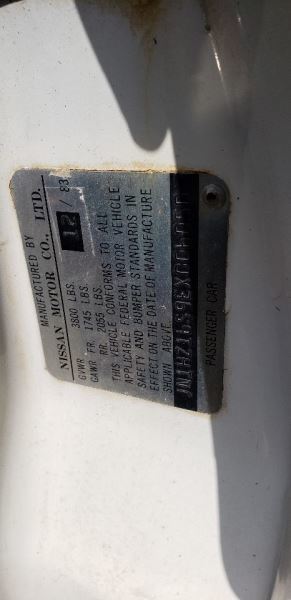 MANUFACTURED BY
NISSAN MOTOR CO., LTD.
12 / 83
GVWR 3800 LBS.
GAWR FR. 1745 LBS.
RR. 2055 LBS.
THIS VEHICLE CONFORMS TO ALL
APPLICABLE FEDERAL MOTOR VEHICLE
SAFETY AND BUMPER STANDARDS IN
EFFECT ON THE DATE OF MANUFACTURE
SHOWN ABOVE.
PASSENGER CAR